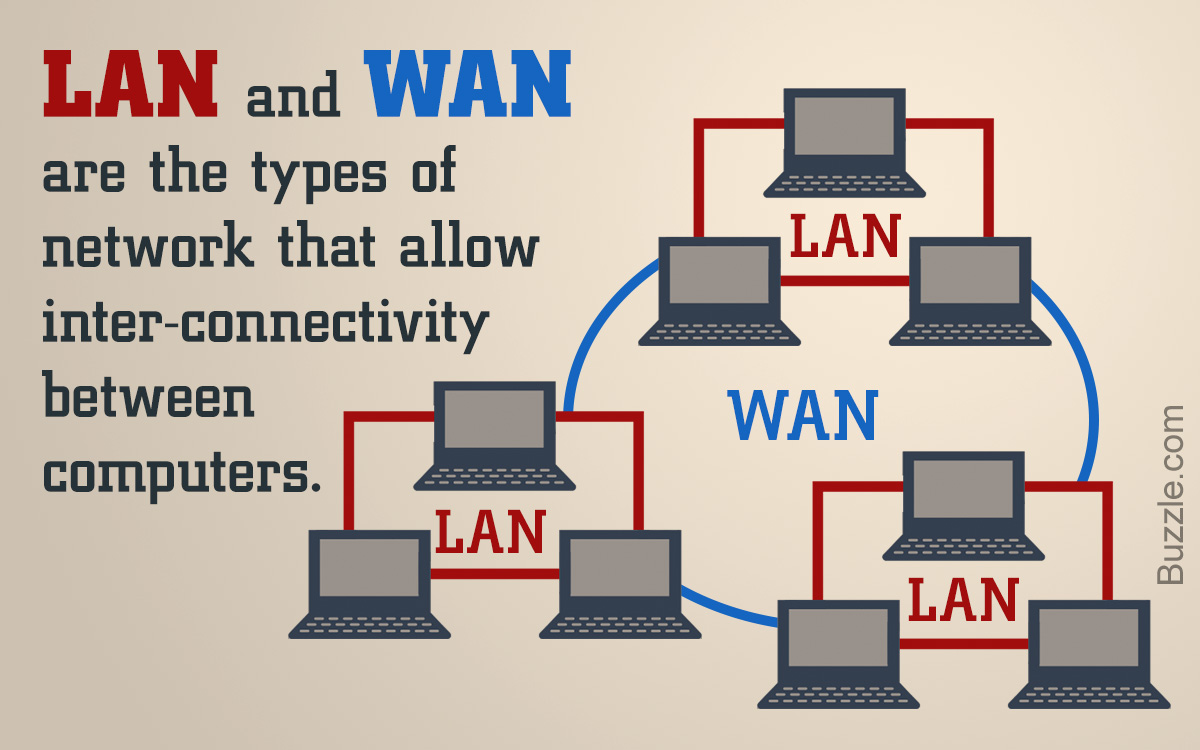 LAN and WAN
are the types of
network that allow
inter-connectivity
between
computers.
LAN
WAN
LAN
LAN
Buzzle.com